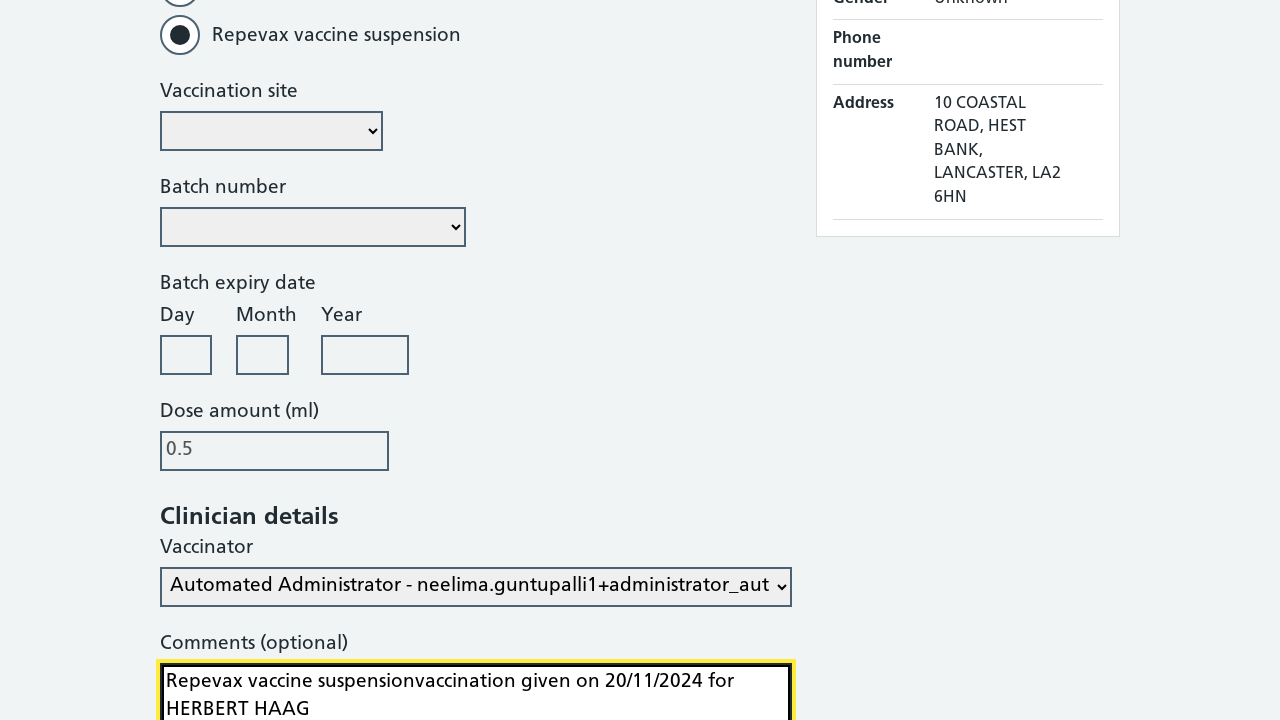 Repevax vaccine suspension
Vaccination site
Batch number
Batch expiry date
Day Month Year
Dose amount (ml)
0.5
Clinician details
Vaccinator
Automated Administrator - neelima.guntupalli1+administrator_aut
Comments (optional)
Repevax vaccine suspensionvaccination given on 20/11/2024 for
HERBERT HAAG
Gender Unknown
Phone
number
Address 10 COASTAL
ROAD, HEST
BANK,
LANCASTER, LA2
6HN